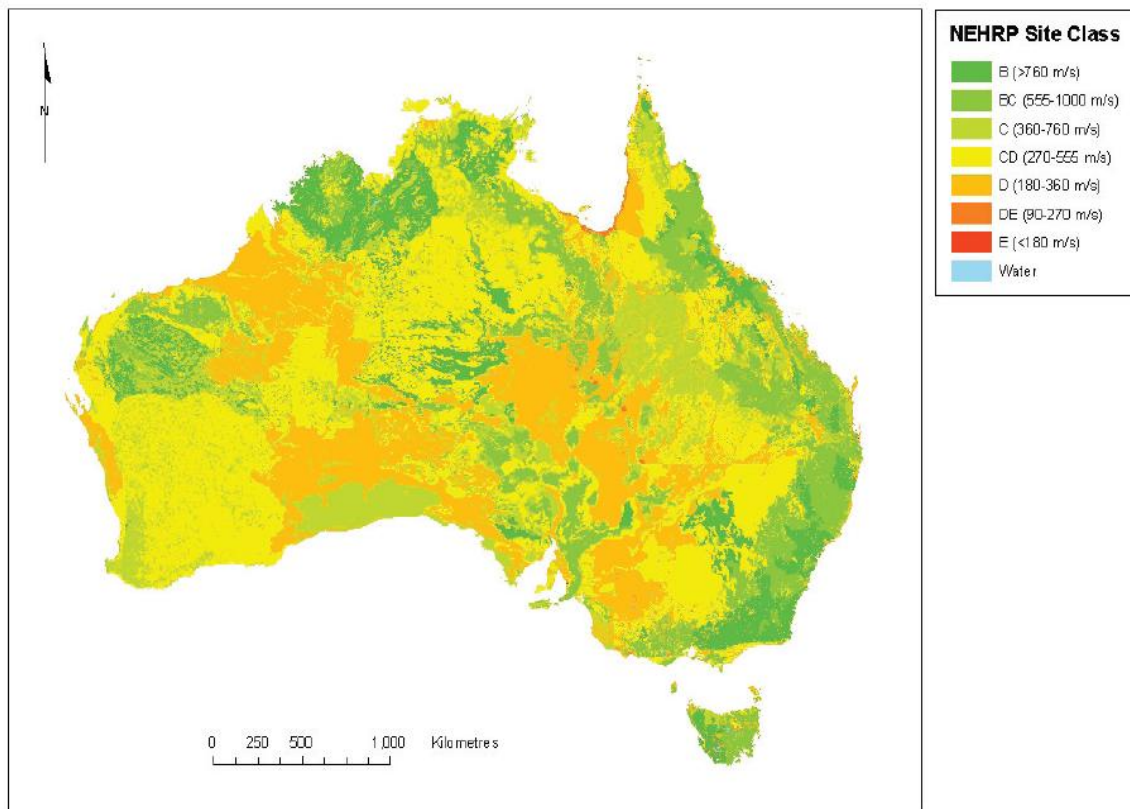 N
0 250 500 1,000 Kilometres
NEHRP Site Class
B (>760 m/s)
BC (555-1000 m/s)
C (360-760 m/s)
CD (270-555 m/s)
D (180-360 m/s)
DE (90-270 m/s)
E (<180 m/s)
Water